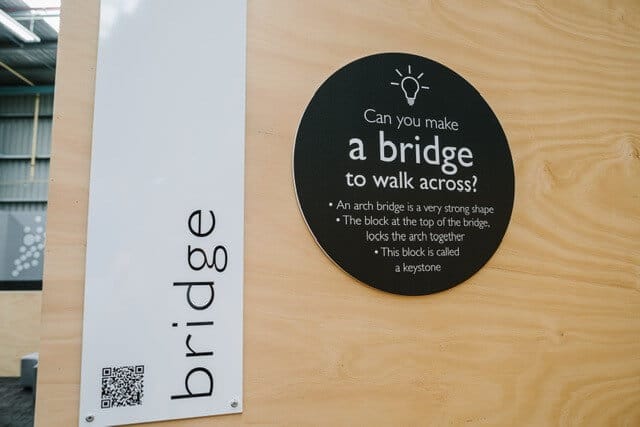 bridge
Can you make
a bridge
to walk across?
• An arch bridge is a very strong shape
• The block at the top of the bridge,
locks the arch together
• This block is called
a keystone